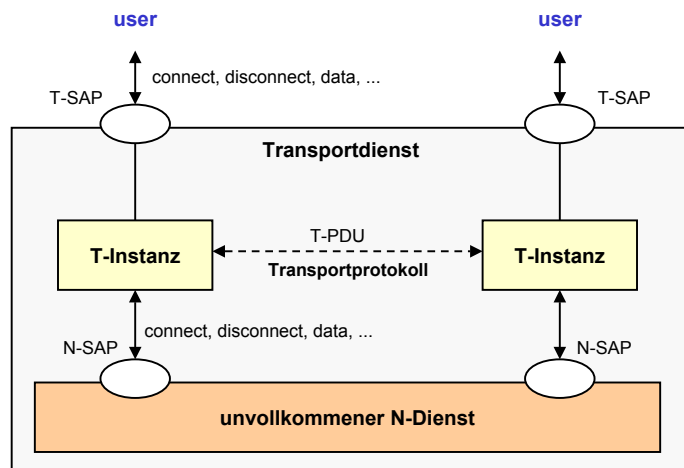 user
user
connect, disconnect, data, ...
T-SAP
T-SAP
Transportdienst
T-PDU
T-Instanz
T-Instanz
Transportprotokoll
connect, disconnect, data, ...
N-SAP
N-SAP
unvollkommener N-Dienst